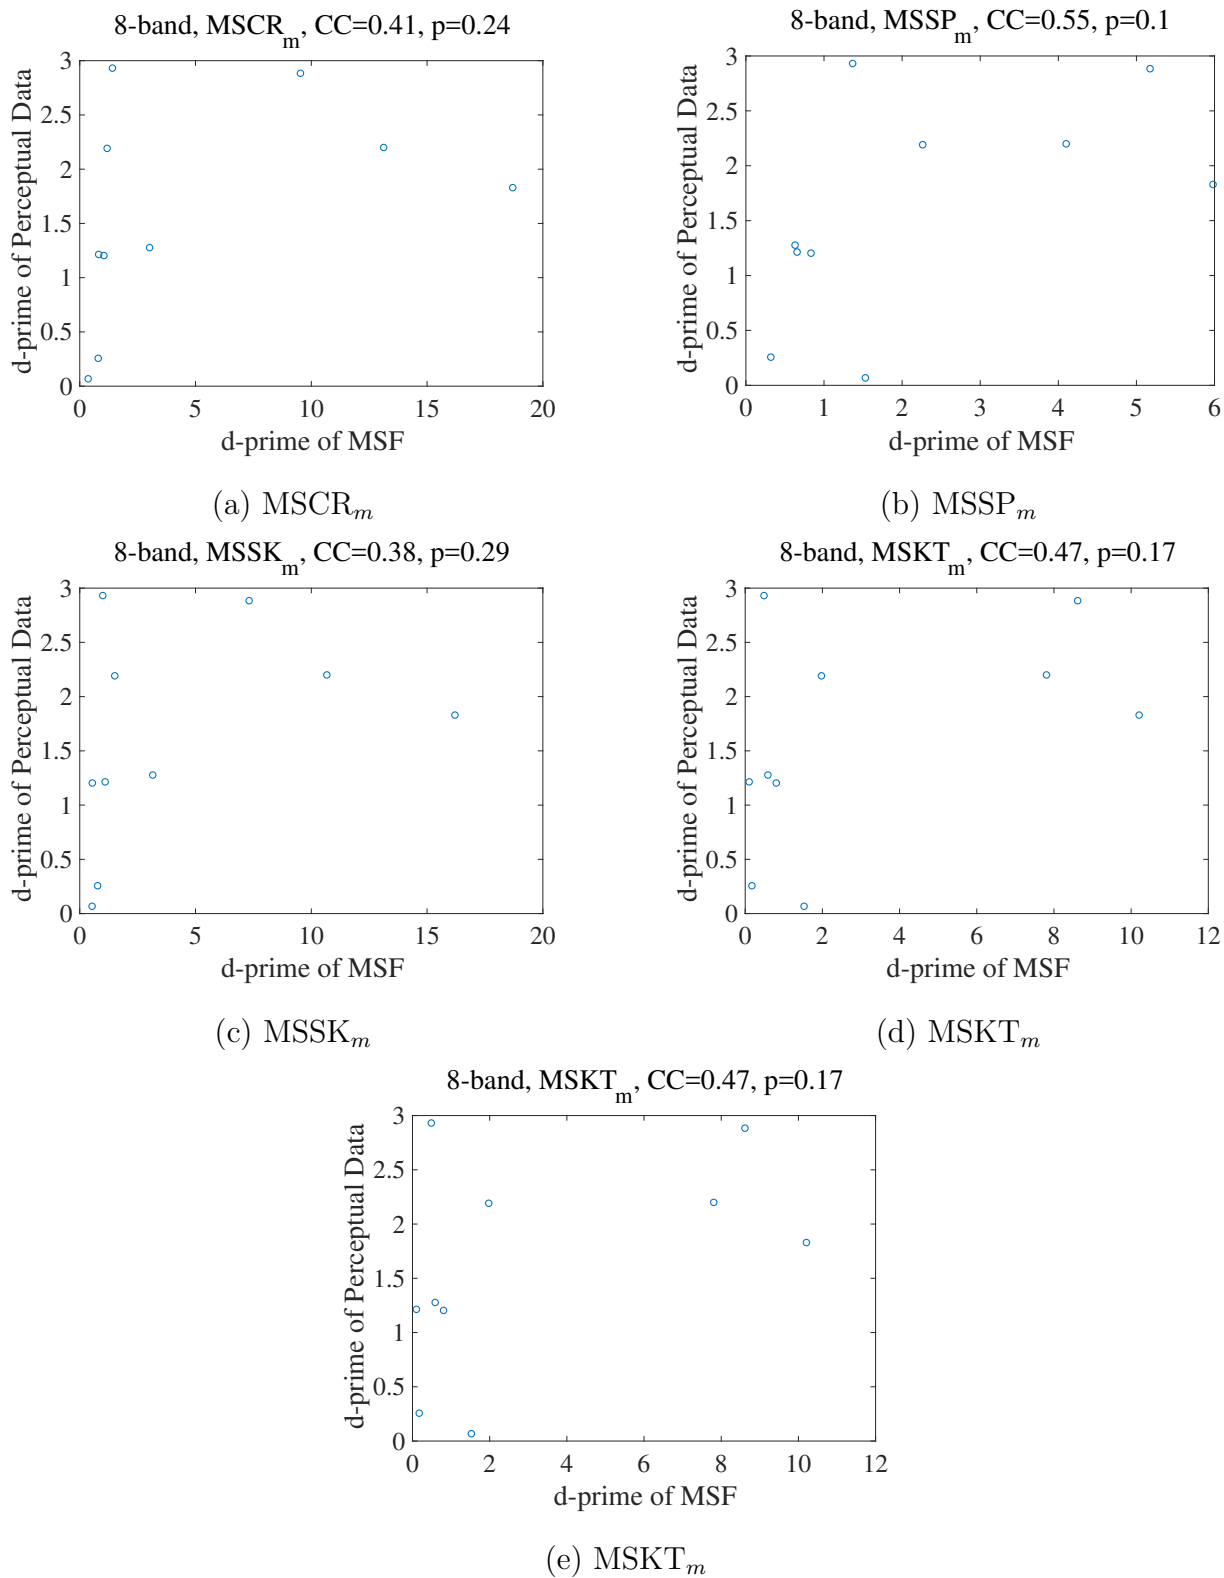 8-band, MSCR_m, CC=0.41, p=0.24
d-prime of Perceptual Data
3
2.5
2
1.5
1
0.5
0
0 5 10 15 20
d-prime of MSF
(a) MSCR_m
8-band, MSSP_m, CC=0.55, p=0.1
d-prime of Perceptual Data
3
2.5
2
1.5
1
0.5
0
0 1 2 3 4 5 6
d-prime of MSF
(b) MSSP_m
8-band, MSSK_m, CC=0.38, p=0.29
d-prime of Perceptual Data
3
2.5
2
1.5
1
0.5
0
0 5 10 15 20
d-prime of MSF
(c) MSSK_m
8-band, MSKT_m, CC=0.47, p=0.17
d-prime of Perceptual Data
3
2.5
2
1.5
1
0.5
0
0 2 4 6 8 10 12
d-prime of MSF
(d) MSKT_m
8-band, MSKT_m, CC=0.47, p=0.17
d-prime of Perceptual Data
3
2.5
2
1.5
1
0.5
0
0 2 4 6 8 10 12
d-prime of MSF
(e) MSKT_m